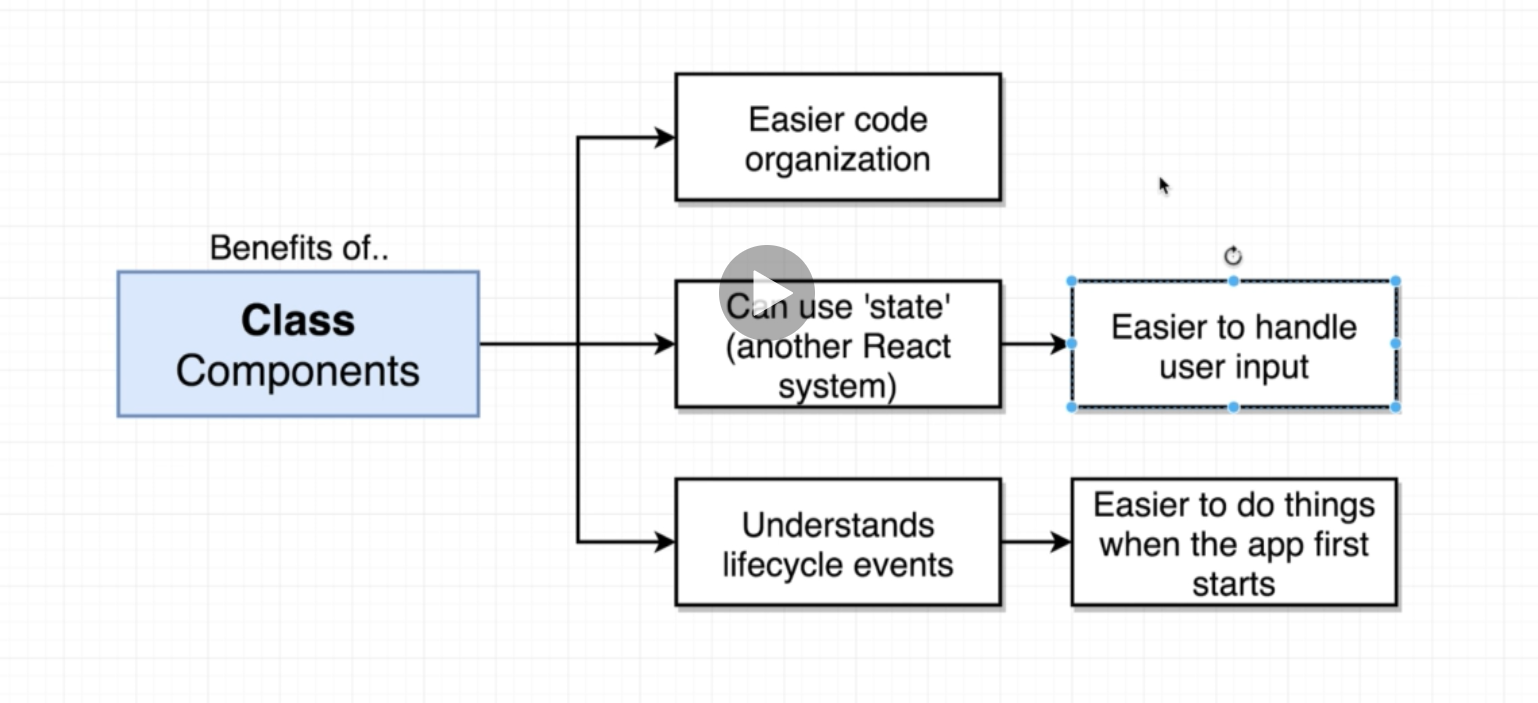 Benefits of..
Class
Components
Easier code
organization
Can use 'state'
(another React
system)
Easier to handle
user input
Understands
lifecycle events
Easier to do things
when the app first
starts